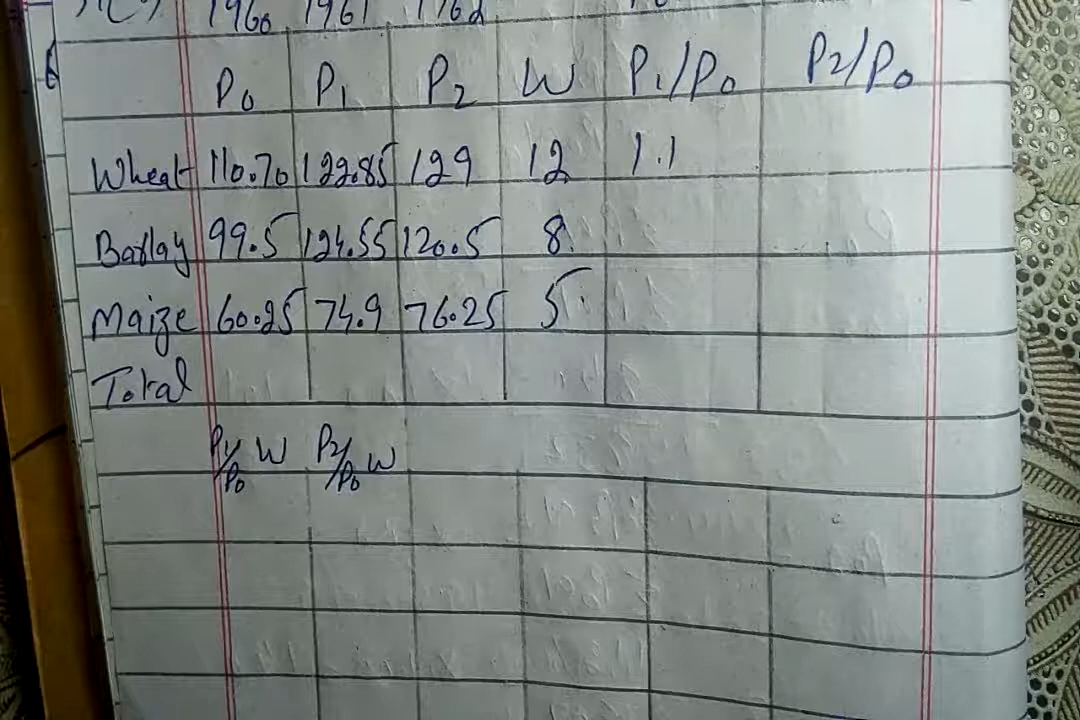 1960 1961 1962
P0 P1 P2 W P1/P0 P2/P0
Wheat 110.70 122.85 129 12 1.1
Barlay 99.5 124.55 120.5 8
Maize 60.25 74.9 76.25 5
Total
P1/P0 W P2/P0 W